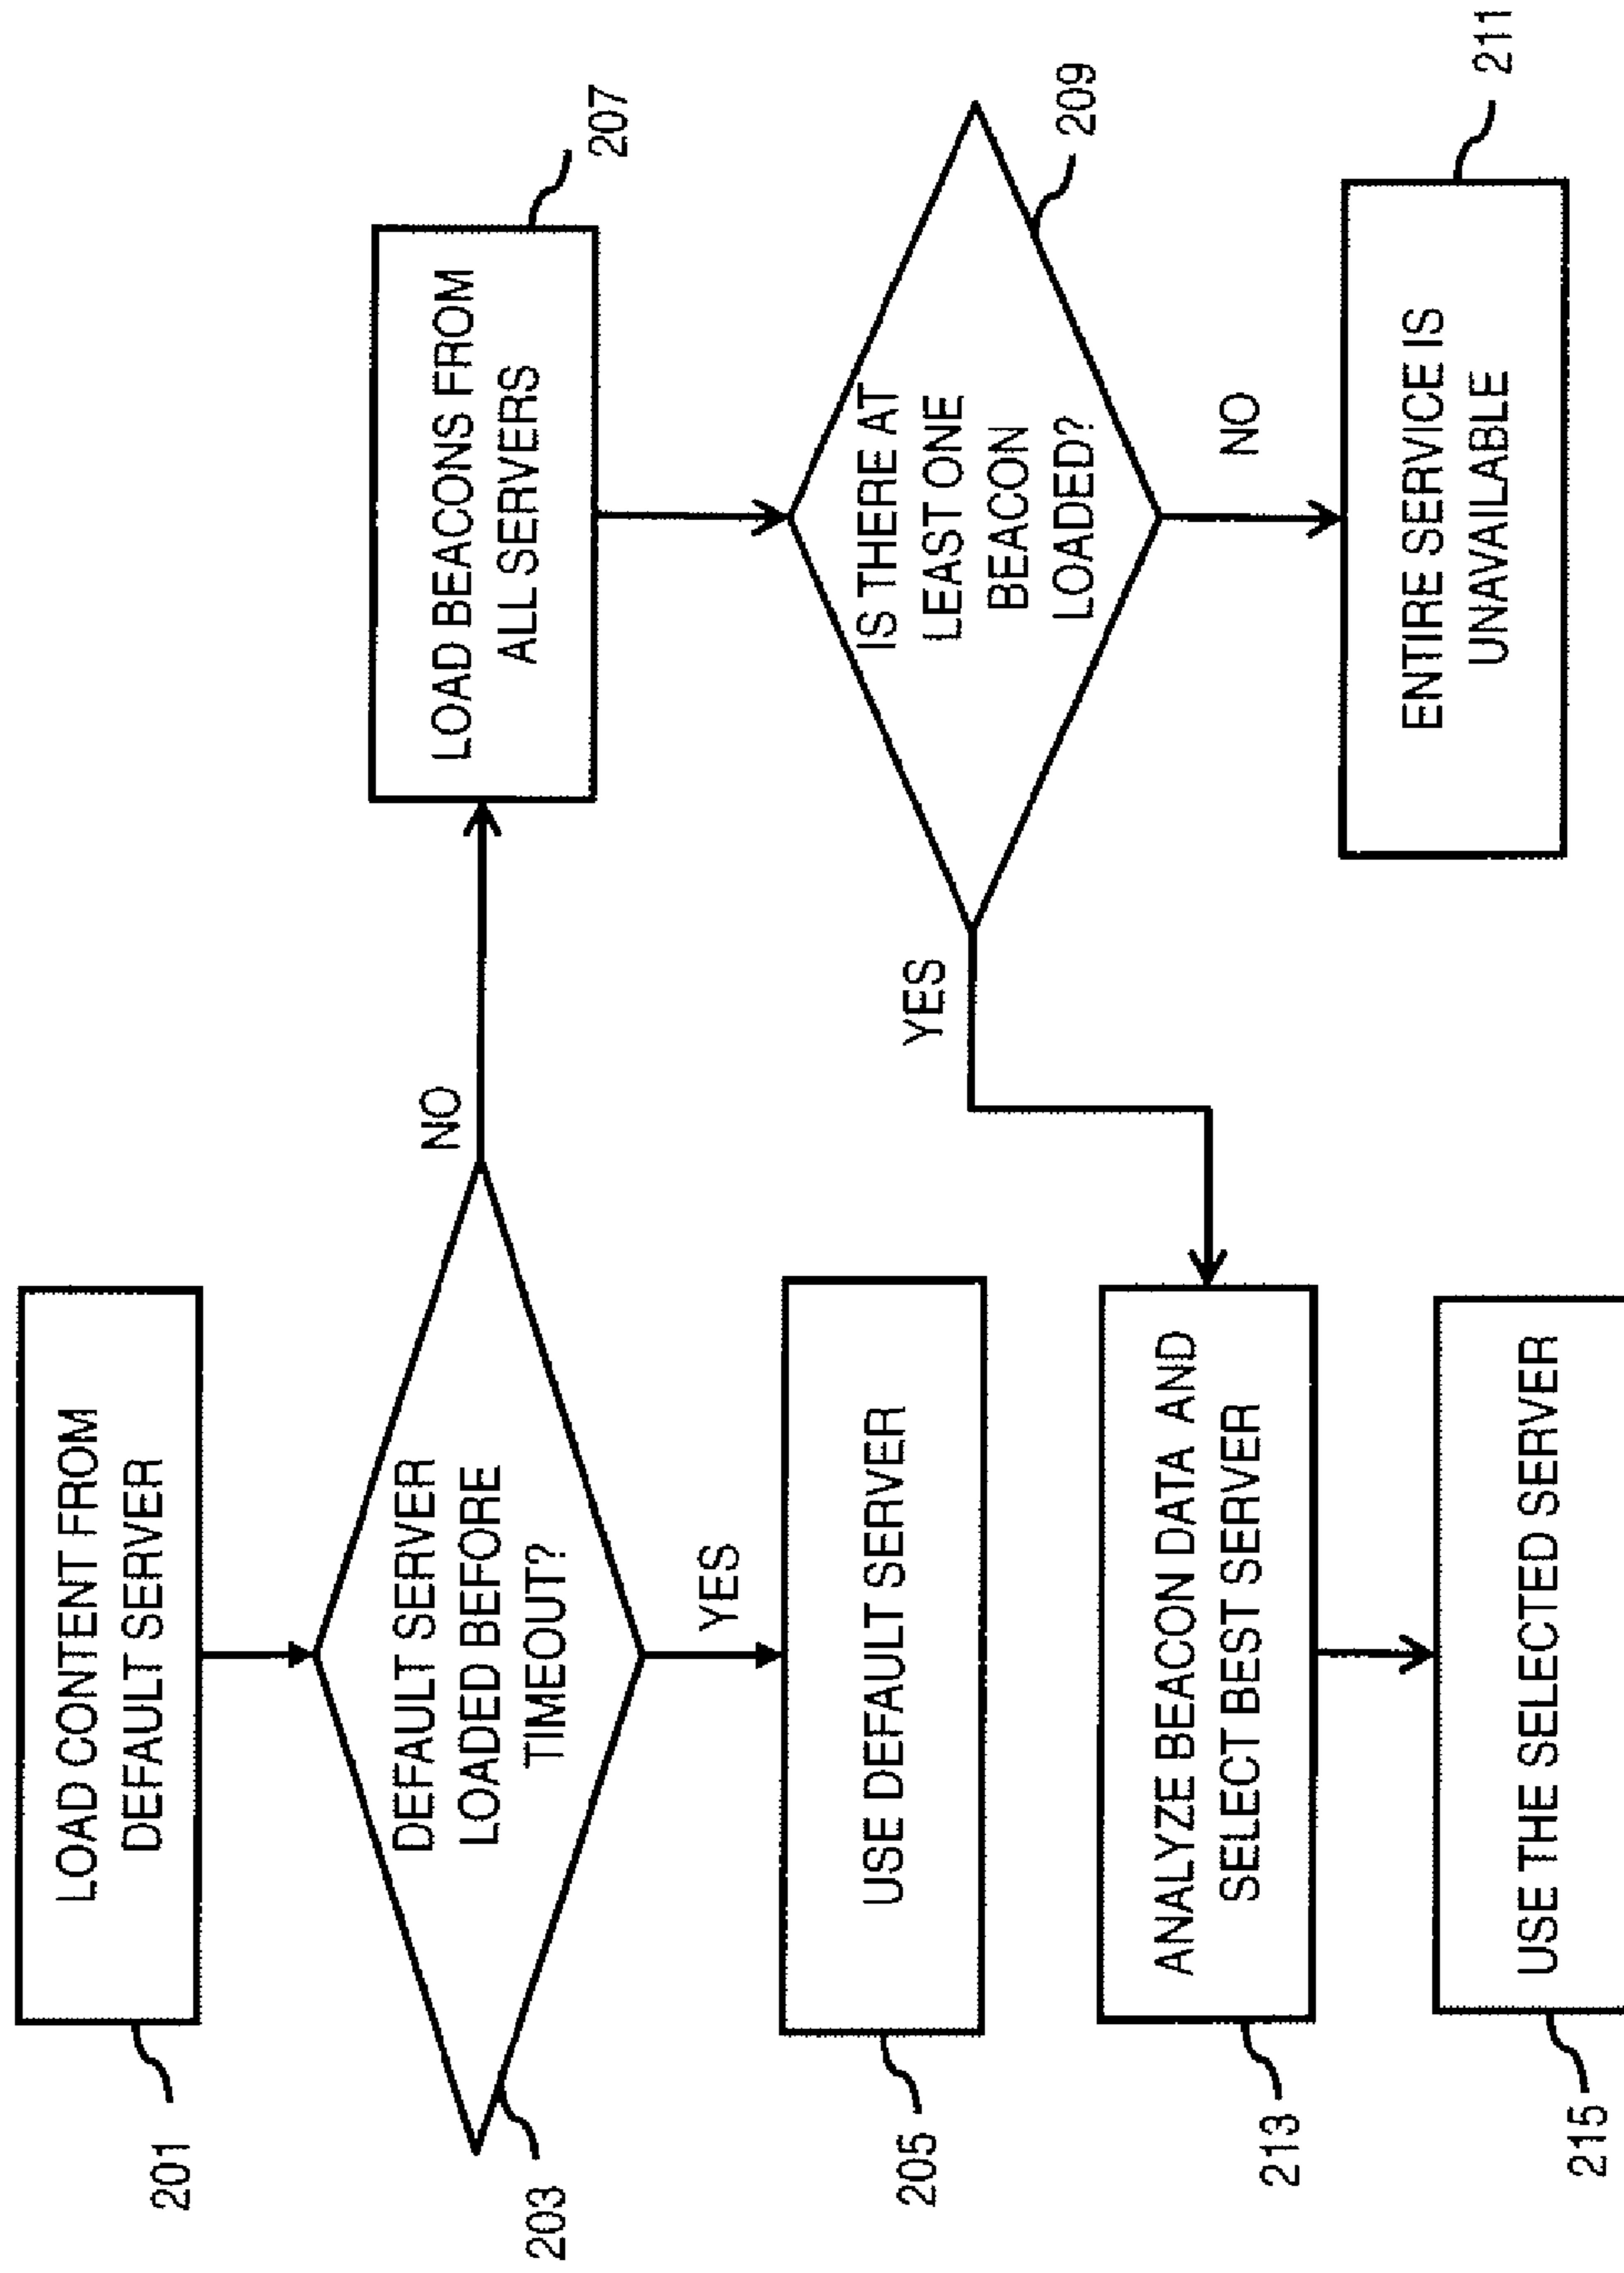 LOAD CONTENT FROM
DEFAULT SERVER
201
DEFAULT SERVER
LOADED BEFORE
TIMEOUT?
203
NO
YES
USE DEFAULT SERVER
205
LOAD BEACONS FROM
ALL SERVERS
207
IS THERE AT
LEAST ONE
BEACON
LOADED?
209
YES
NO
ENTIRE SERVICE IS
UNAVAILABLE
211
ANALYZE BEACON DATA AND
SELECT BEST SERVER
213
USE THE SELECTED SERVER
215